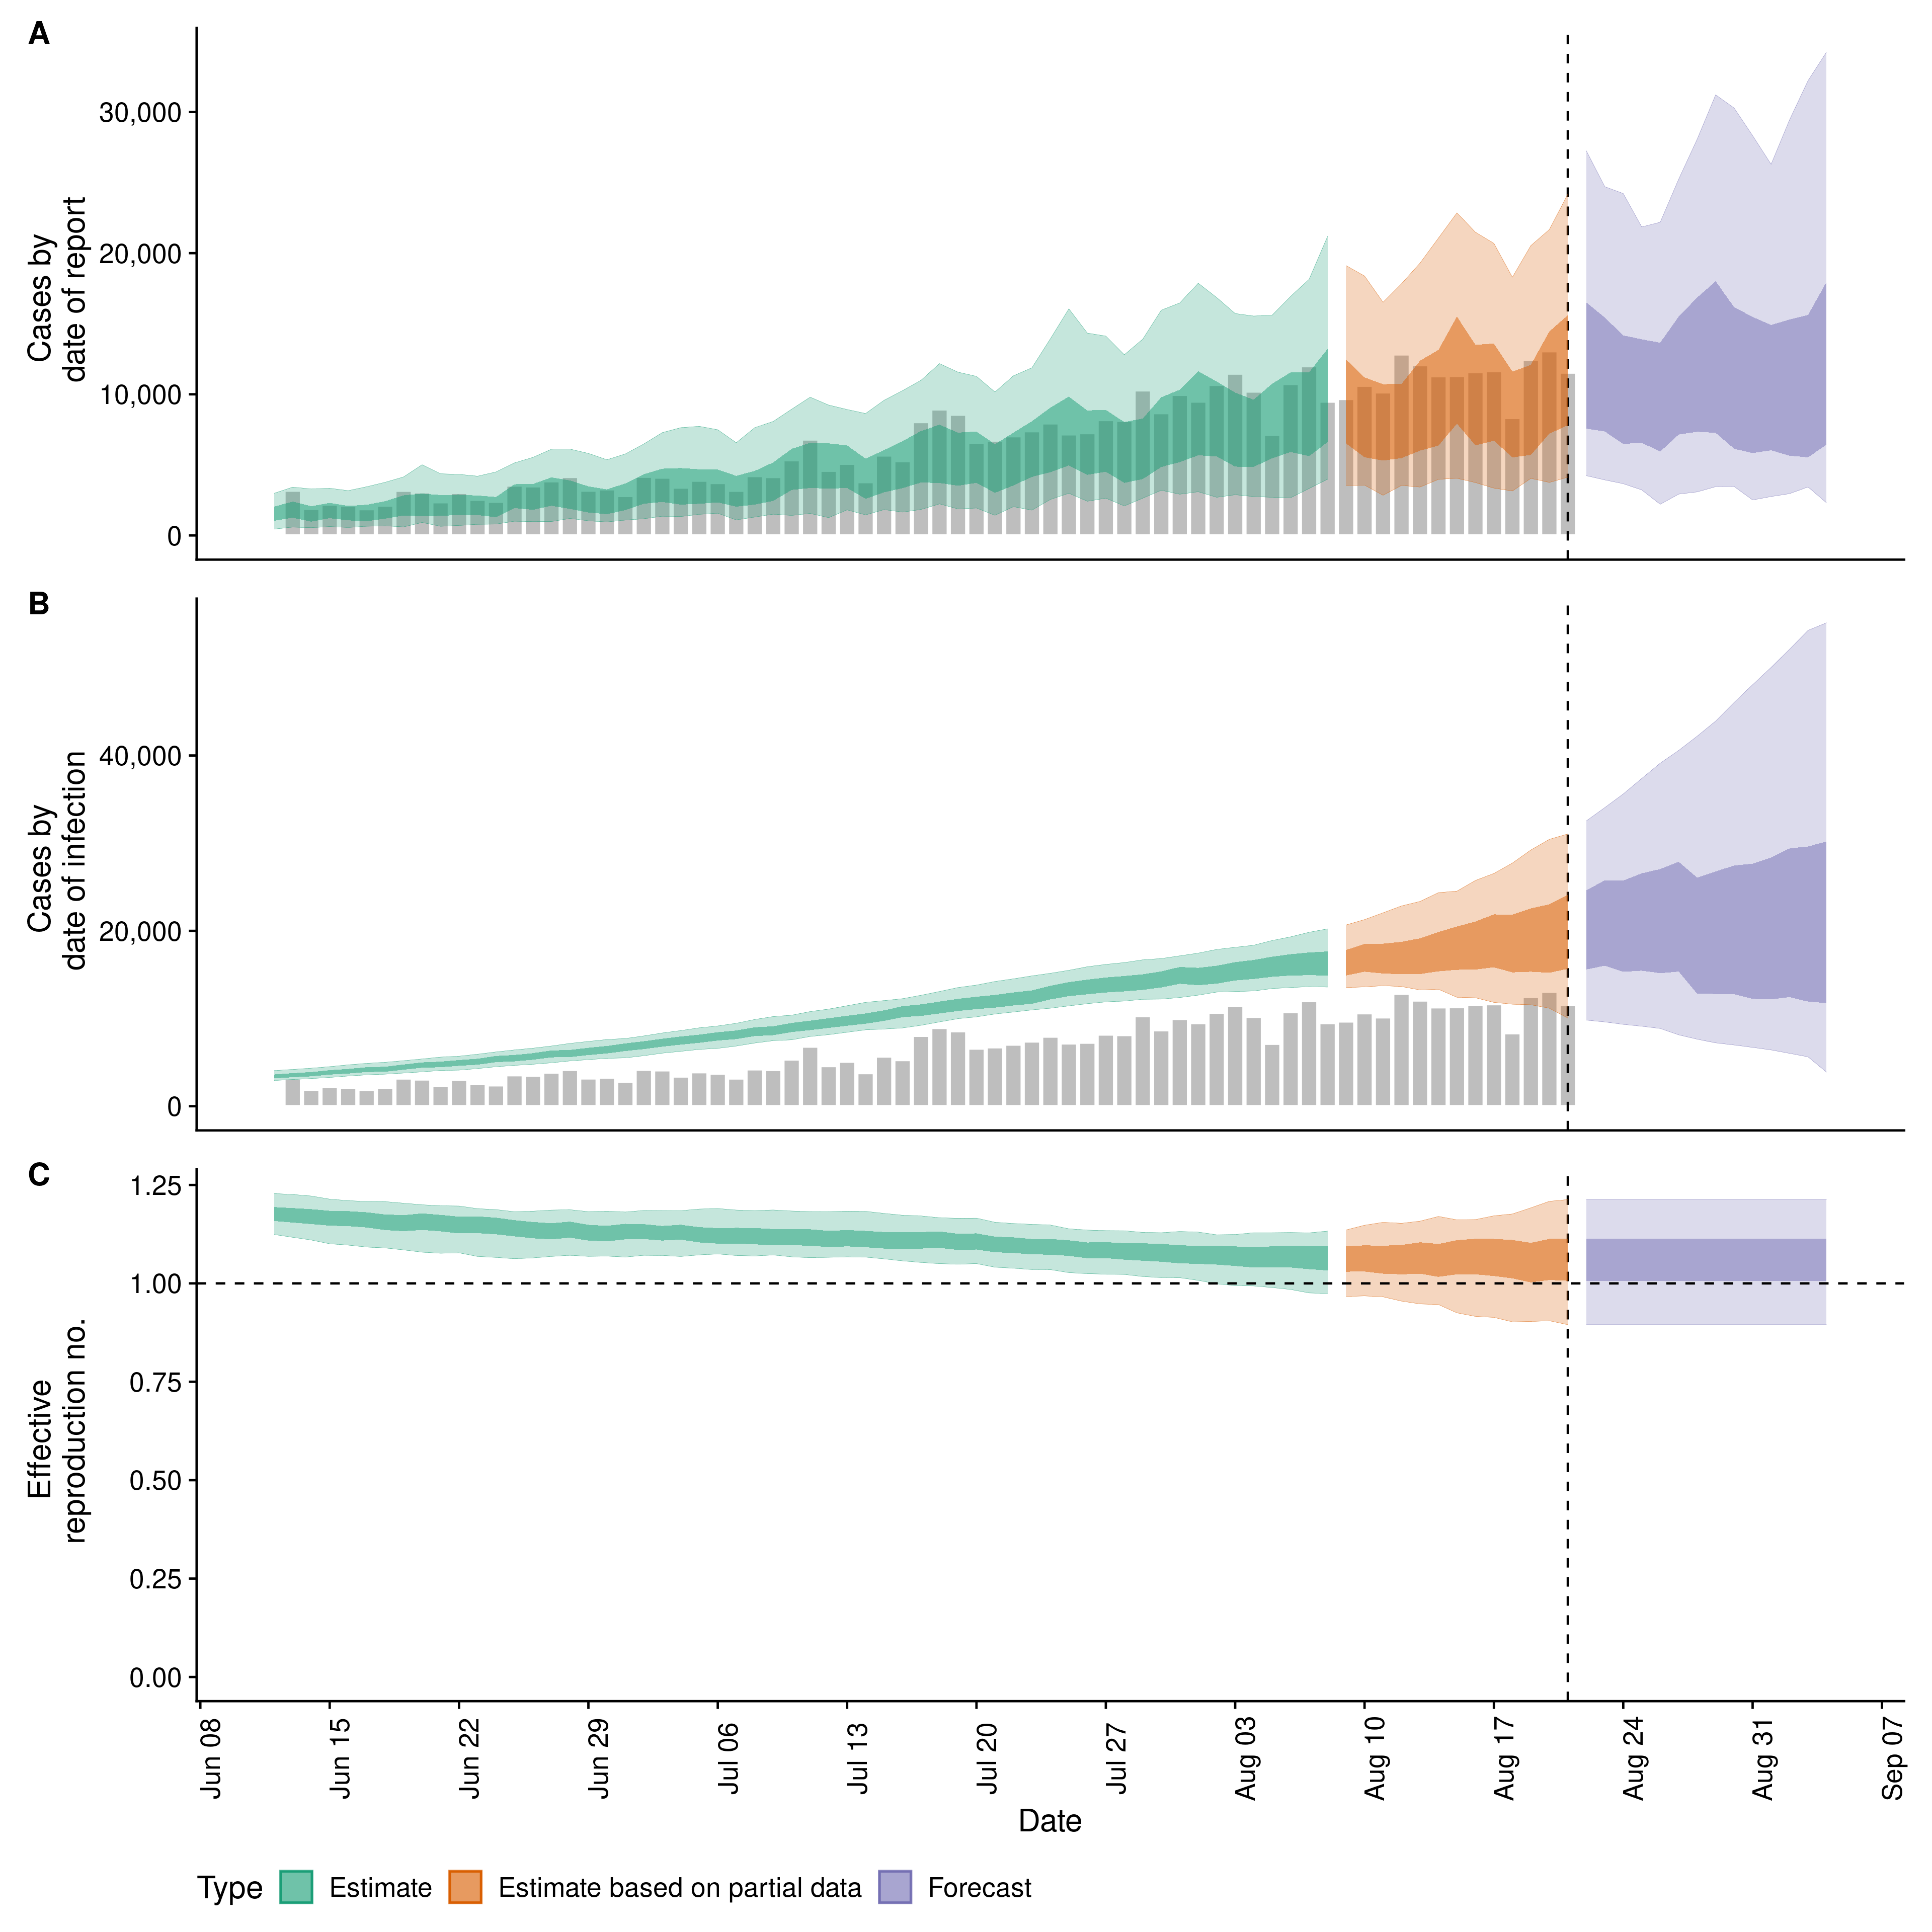 A
Cases by
date of report
30,000
20,000
10,000
0
B
Cases by
date of infection
40,000
20,000
0
C
Effective
reproduction no.
1.25
1.00
0.75
0.50
0.25
0.00
Jun 08
Jun 15
Jun 22
Jun 29
Jul 06
Jul 13
Jul 20
Jul 27
Aug 03
Aug 10
Aug 17
Aug 24
Aug 31
Sep 07
Date
Type Estimate Estimate based on partial data Forecast